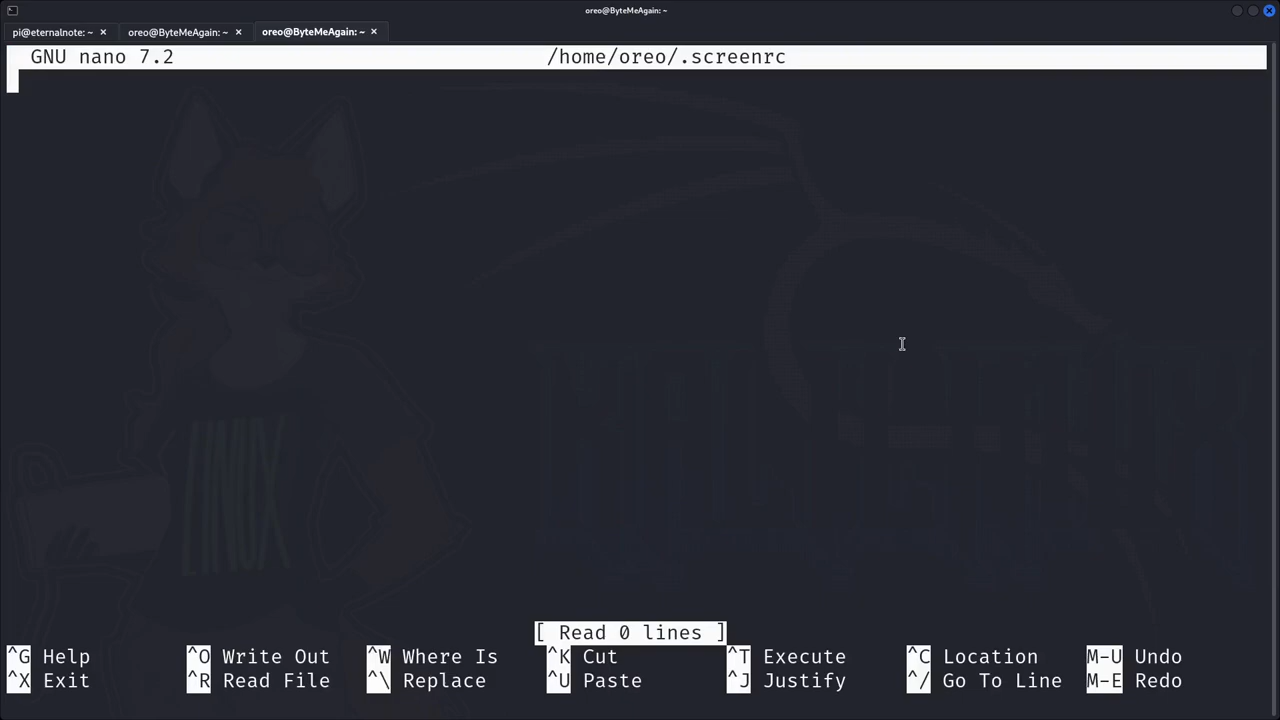 oreo@ByteMeAgain: ~
pi@eternalnote: ~ × oreo@ByteMeAgain: ~ × oreo@ByteMeAgain: ~ ×
GNU nano 7.2 /home/oreo/.screenrc
[ Read 0 lines ]
^G Help ^O Write Out ^W Where Is ^K Cut ^T Execute ^C Location M-U Undo
^X Exit ^R Read File ^\ Replace ^U Paste ^J Justify ^/ Go To Line M-E Redo